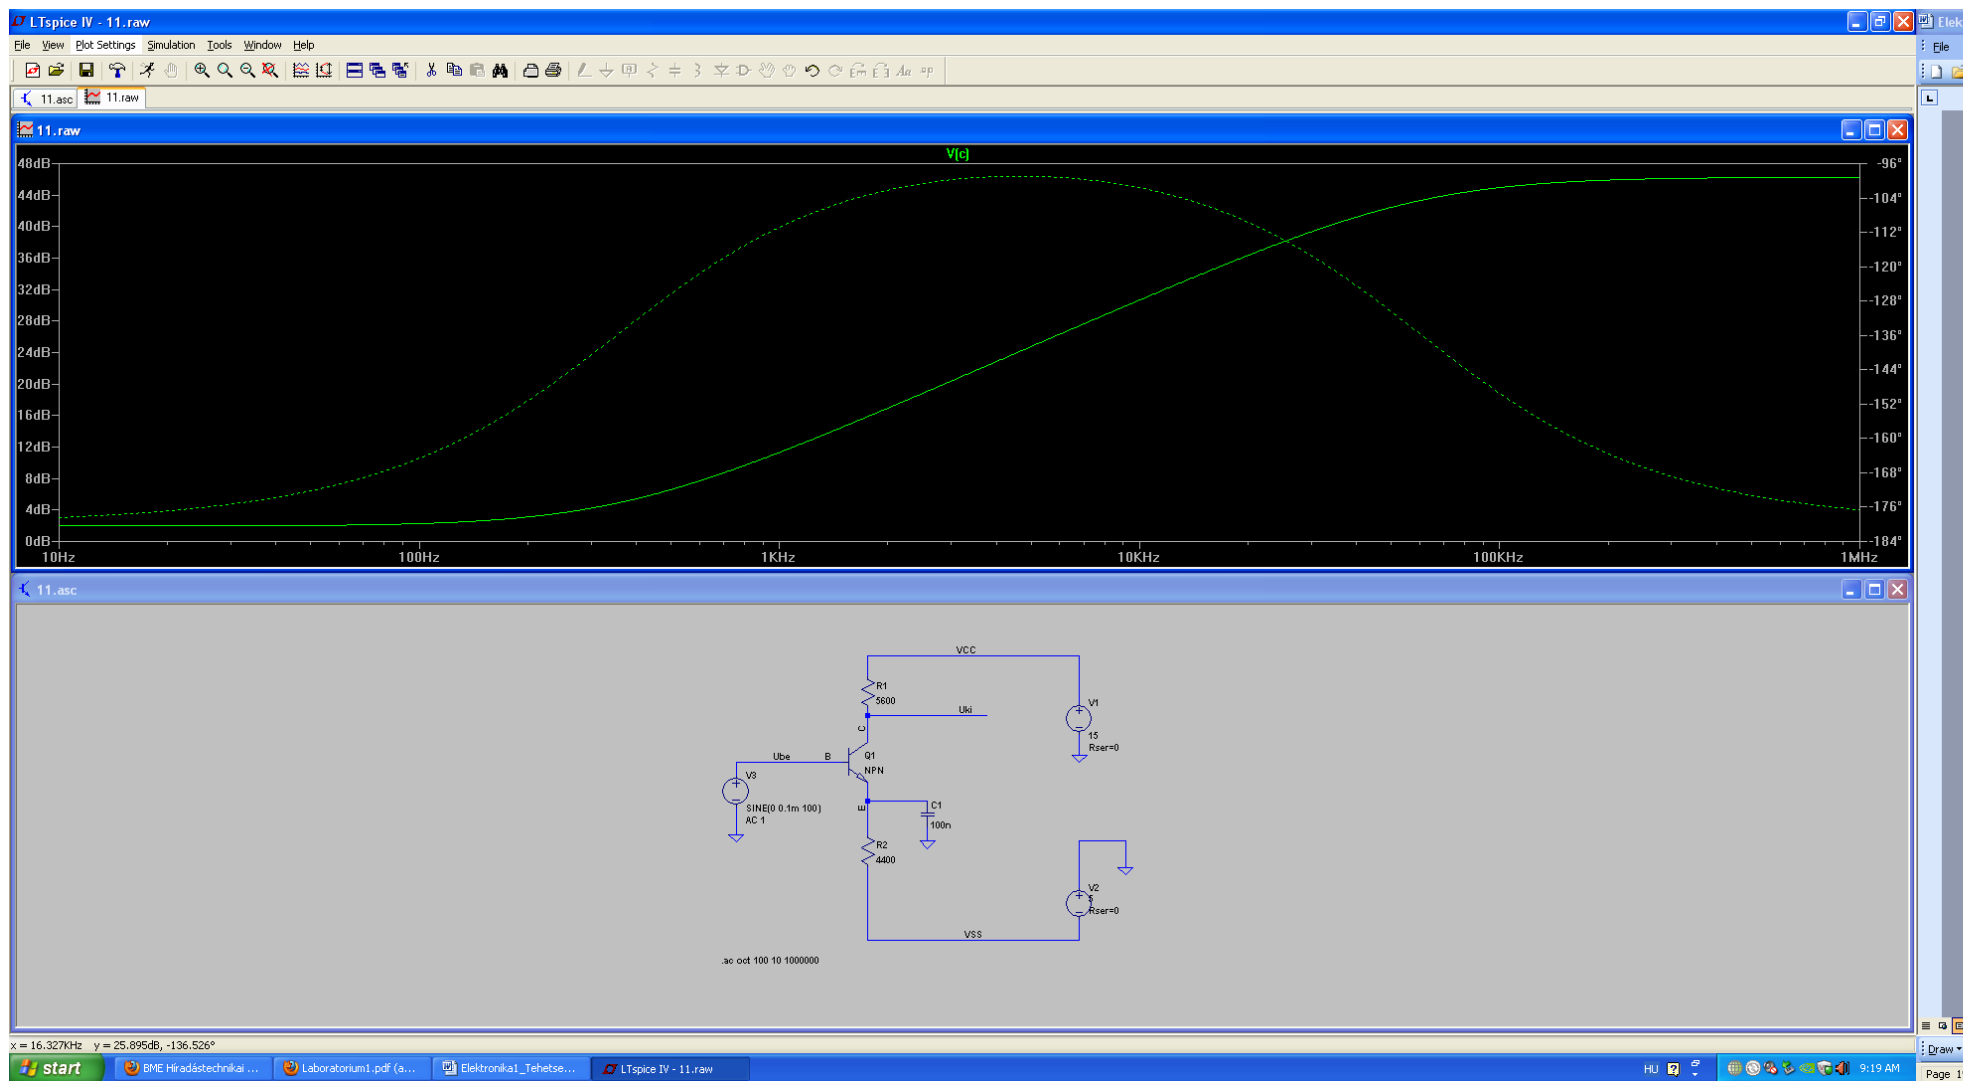 LTspice IV - 11.raw
Elek
File View Plot Settings Simulation Tools Window Help
File
11.asc 11.raw
11.raw
V(c)
48dB
44dB
40dB
36dB
32dB
28dB
24dB
20dB
16dB
12dB
8dB
4dB
0dB
-96°
-104°
-112°
-120°
-128°
-136°
-144°
-152°
-160°
-168°
-176°
-184°
10Hz 100Hz 1KHz 10KHz 100KHz 1MHz
11.asc
VCC
R1
5600
Uki
C
V1
15
Rser=0
Ube B
Q1
NPN
V3
SINE(0 0.1m 100)
AC 1
E
C1
100n
R2
4400
V2
5
Rser=0
VSS
.ac oct 100 10 1000000
x = 16.327KHz y = 25.895dB, -136.526°
Draw
start
BME Híradástechnikai ...
Laboratorium1.pdf (a...
Elektronika1_Tehetse...
LTspice IV - 11.raw
HU
9:19 AM
Page 1